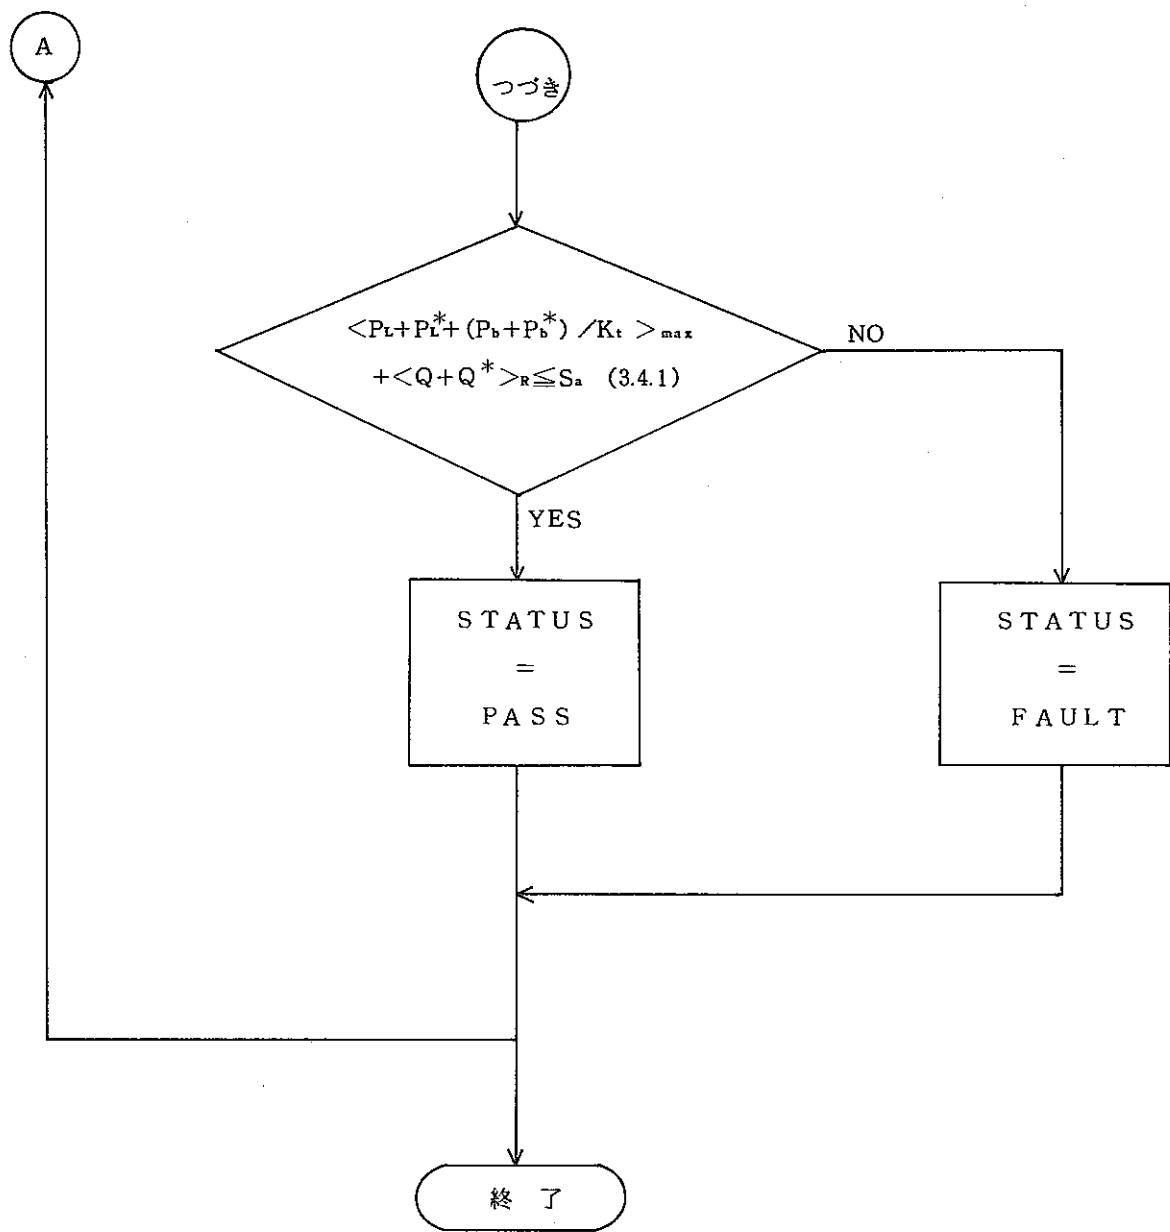 A
つづき
<PL+PL*+(Pb+Pb*)/Kt>max
+<Q+Q*>R≦Sa (3.4.1)
NO
YES
STATUS
=
PASS
STATUS
=
FAULT
終了